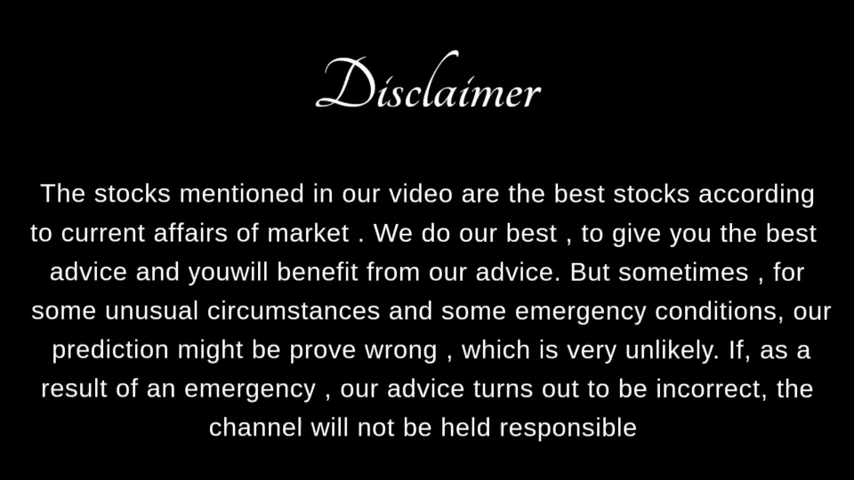 Disclaimer
The stocks mentioned in our video are the best stocks according
to current affairs of market . We do our best , to give you the best
advice and youwill benefit from our advice. But sometimes , for
some unusual circumstances and some emergency conditions, our
prediction might be prove wrong , which is very unlikely. If, as a
result of an emergency , our advice turns out to be incorrect, the
channel will not be held responsible